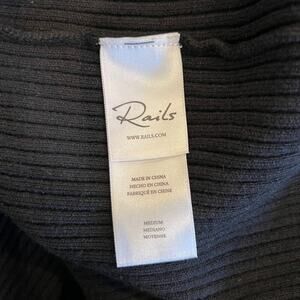 Rails
WWW.RAILS.COM
MADE IN CHINA
HECHO EN CHINA
FABRIQUÉ EN CHINE
MEDIUM
MEDIANO
MOYENNE